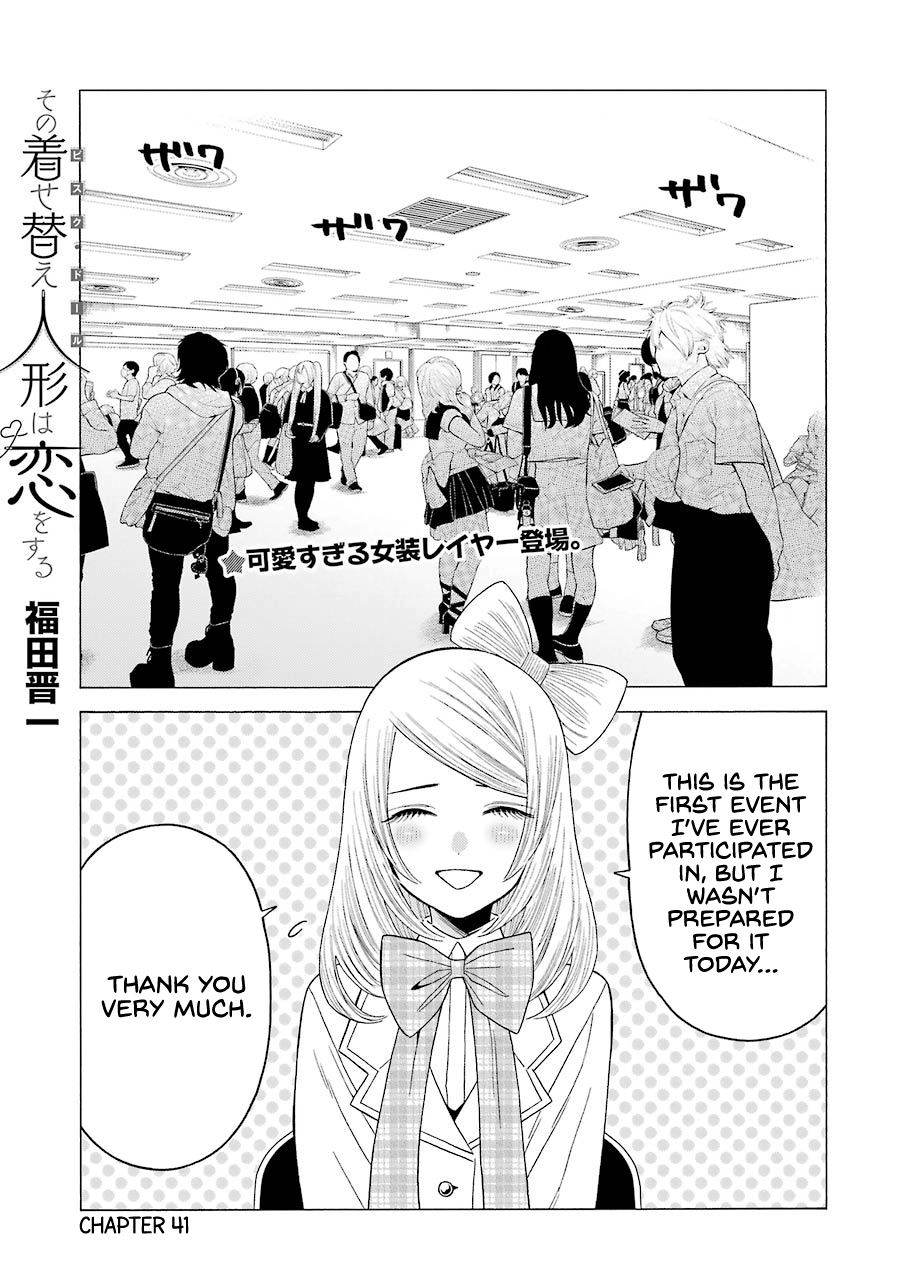 その着せ替え人形は恋をする
ビスク・ドール
福田晋一
ザワ
ザワ
ザワ
★可愛すぎる女装レイヤー登場。
THIS IS THE
FIRST EVENT
I'VE EVER
PARTICIPATED
IN, BUT I
WASN'T
PREPARED
FOR IT
TODAY...
THANK YOU
VERY MUCH.
CHAPTER 41